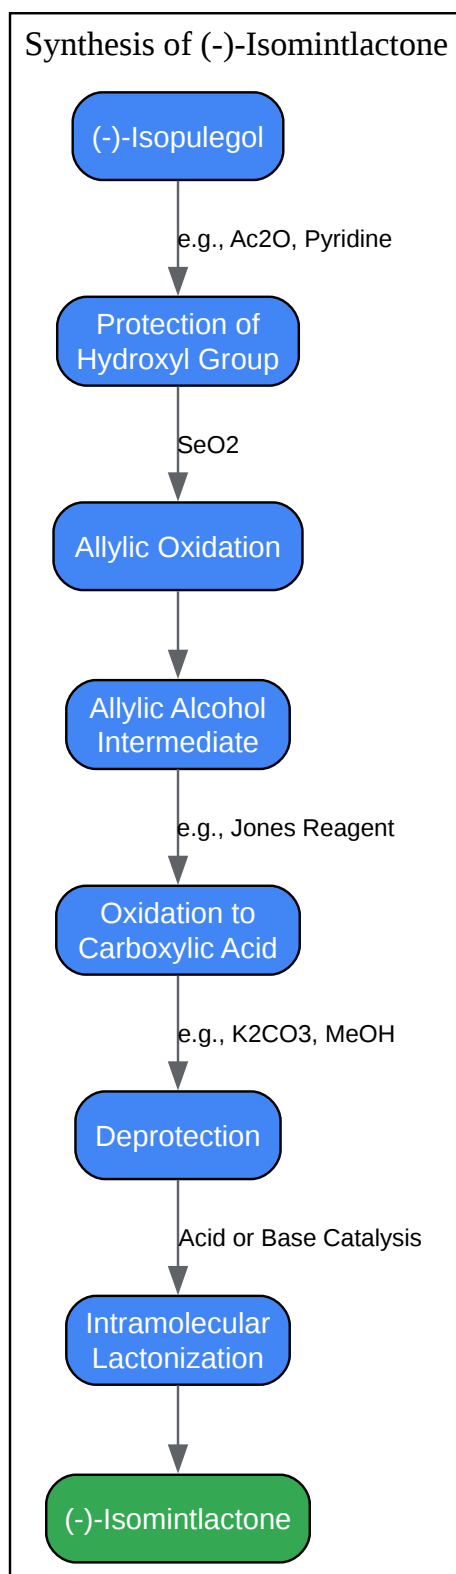 Synthesis of (-)-Isomintlactone
(-)-Isopulegol
e.g., Ac2O, Pyridine
Protection of
Hydroxyl Group
SeO2
Allylic Oxidation
Allylic Alcohol
Intermediate
e.g., Jones Reagent
Oxidation to
Carboxylic Acid
e.g., K2CO3, MeOH
Deprotection
Acid or Base Catalysis
Intramolecular
Lactonization
(-)-Isomintlactone